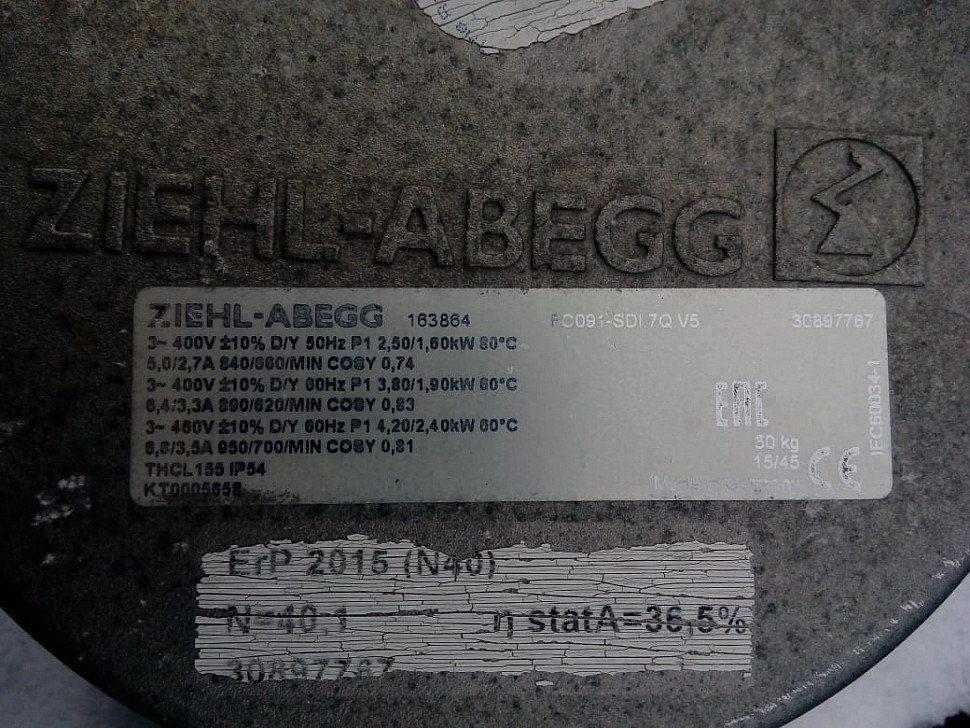 ZIEHL-ABEGG
ZIEHL-ABEGG 163864 FC091-SDI.7Q.V5 30897767
3~ 400V ±10% D/Y 50Hz P1 2,50/1,60kW 80°C
5,0/2,7A 840/660/MIN COSY 0,74
3~ 400V ±10% D/Y 60Hz P1 3,80/1,90kW 60°C
6,4/3,3A 890/620/MIN COSY 0,83
3~ 460V ±10% D/Y 60Hz P1 4,20/2,40kW 60°C
6,6/3,5A 950/700/MIN COSY 0,81
THCL155 IP54
KT0005658
EAC
50 kg
15/45
Made in Germany
CE
IEC60034-1
ErP 2015 (N40)
N=40,1 η statA=36,5%
30897767